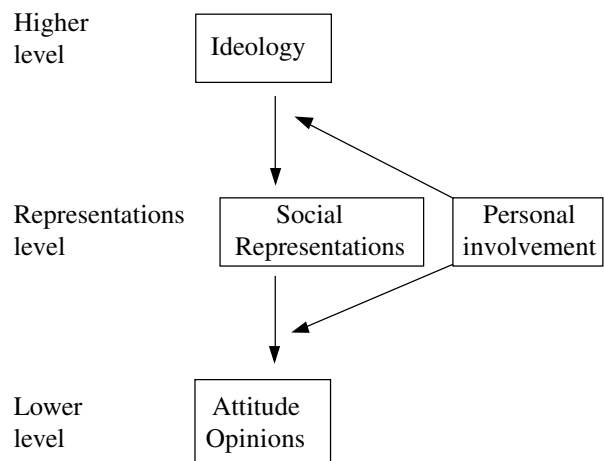 Higher
level
Ideology
Representations
level
Social
Representations
Personal
involvement
Lower
level
Attitude
Opinions